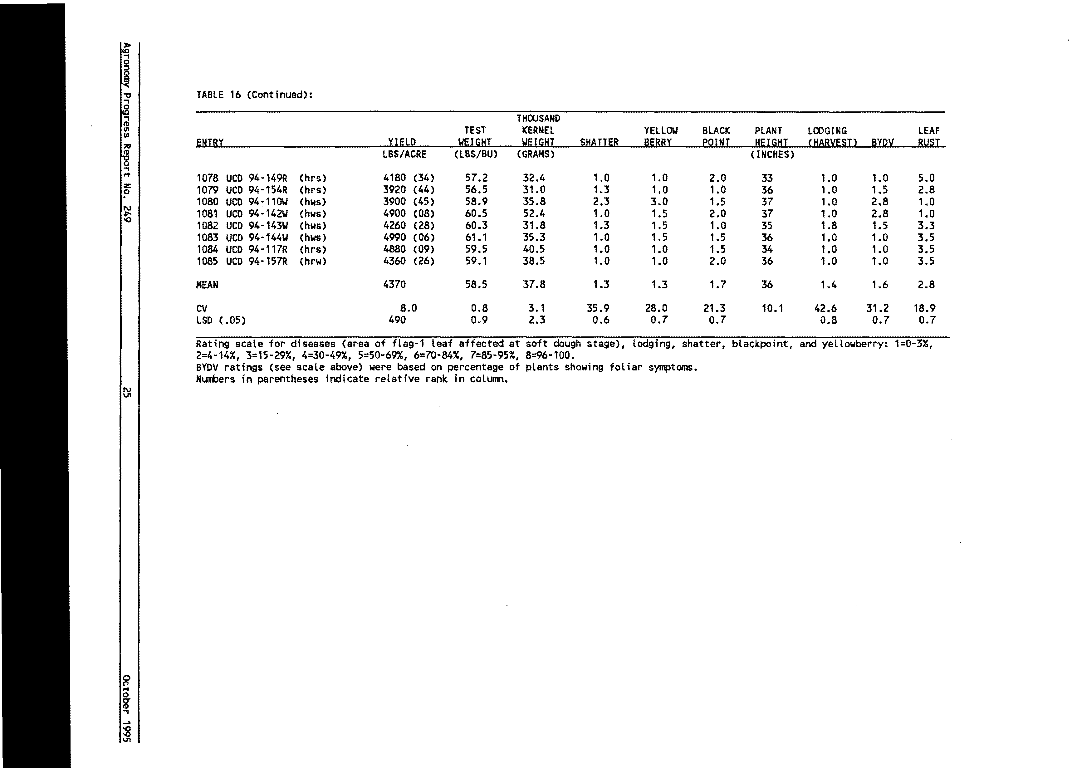 Agronomy Progress Report No. 249
25
October 1995
TABLE 16 (Continued):
THOUSAND
TEST KERNEL YELLOW BLACK PLANT LODGING LEAF
ENTRY YIELD WEIGHT WEIGHT SHATTER BERRY POINT HEIGHT (HARVEST) BYDV RUST
LBS/ACRE (LBS/BU) (GRAMS) (INCHES)
1078 UCD 94-149R (hrs) 4180 (34) 57.2 32.4 1.0 1.0 2.0 33 1.0 1.0 5.0
1079 UCD 94-154R (hrs) 3920 (44) 56.5 31.0 1.3 1.0 1.0 36 1.0 1.5 2.8
1080 UCD 94-110W (hws) 3900 (45) 58.9 35.8 2.3 3.0 1.5 37 1.0 2.8 1.0
1081 UCD 94-142W (hws) 4900 (08) 60.5 52.4 1.0 1.5 2.0 37 1.0 2.8 1.0
1082 UCD 94-143W (hws) 4260 (28) 60.3 31.8 1.3 1.5 1.0 35 1.8 1.5 3.3
1083 UCD 94-144W (hws) 4990 (06) 61.1 35.3 1.0 1.5 1.5 36 1.0 1.0 3.5
1084 UCD 94-117R (hrs) 4880 (09) 59.5 40.5 1.0 1.0 1.5 34 1.0 1.0 3.5
1085 UCD 94-157R (hrw) 4360 (26) 59.1 38.5 1.0 1.0 2.0 36 1.0 1.0 3.5
MEAN 4370 58.5 37.8 1.3 1.3 1.7 36 1.4 1.6 2.8
CV 8.0 0.8 3.1 35.9 28.0 21.3 10.1 42.6 31.2 18.9
LSD (.05) 490 0.9 2.3 0.6 0.7 0.7 0.8 0.7 0.7
Rating scale for diseases (area of flag-1 leaf affected at soft dough stage), lodging, shatter, blackpoint, and yellowberry: 1=0-3%,
2=4-14%, 3=15-29%, 4=30-49%, 5=50-69%, 6=70-84%, 7=85-95%, 8=96-100.
BYDV ratings (see scale above) were based on percentage of plants showing foliar symptoms.
Numbers in parentheses indicate relative rank in column.